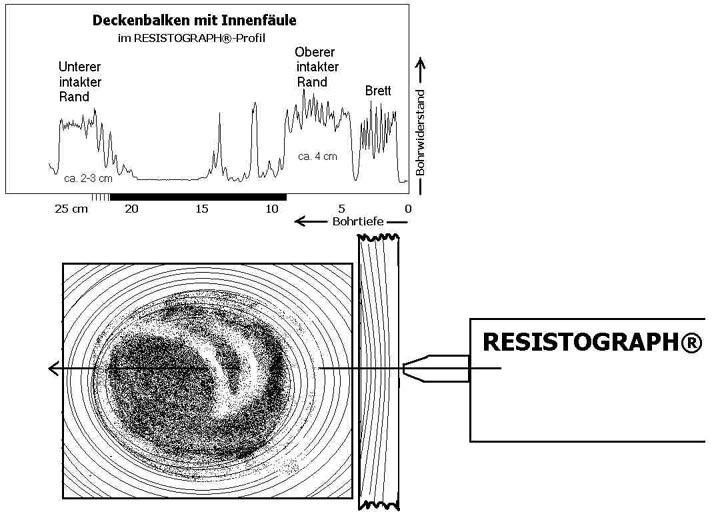 Deckenbalken mit Innenfäule
im RESISTOGRAPH®-Profil
Unterer
intakter
Rand
Oberer
intakter
Rand
Brett
ca. 2-3 cm
ca. 4 cm
Bohrwiderstand
25 cm 20 15 10 5 0
Bohrtiefe
RESISTOGRAPH®